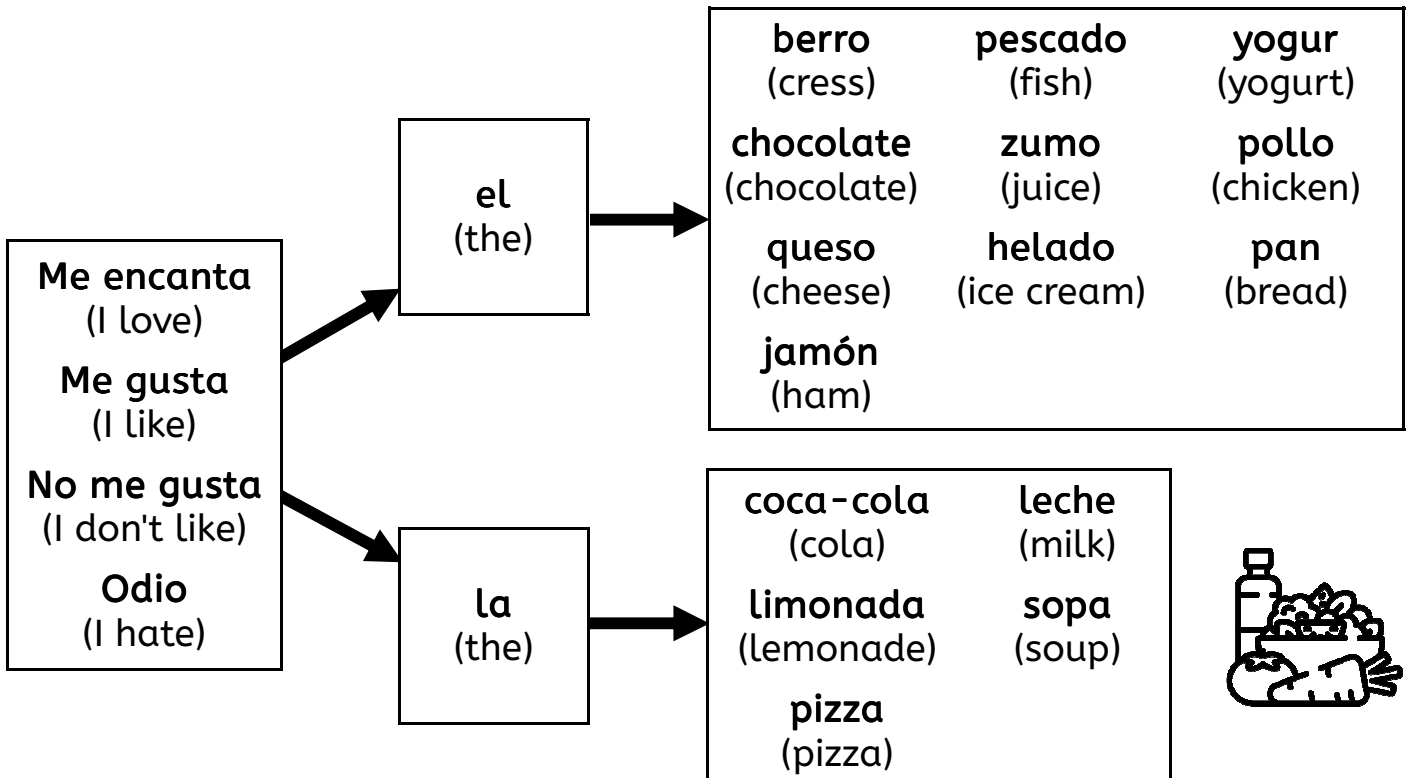 Me encanta
(I love)
Me gusta
(I like)
No me gusta
(I don't like)
Odio
(I hate)
el
(the)
berro pescado yogur
(cress) (fish) (yogurt)
chocolate zumo pollo
(chocolate) (juice) (chicken)
queso helado pan
(cheese) (ice cream) (bread)
jamón
(ham)
la
(the)
coca-cola leche
(cola) (milk)
limonada sopa
(lemonade) (soup)
pizza
(pizza)